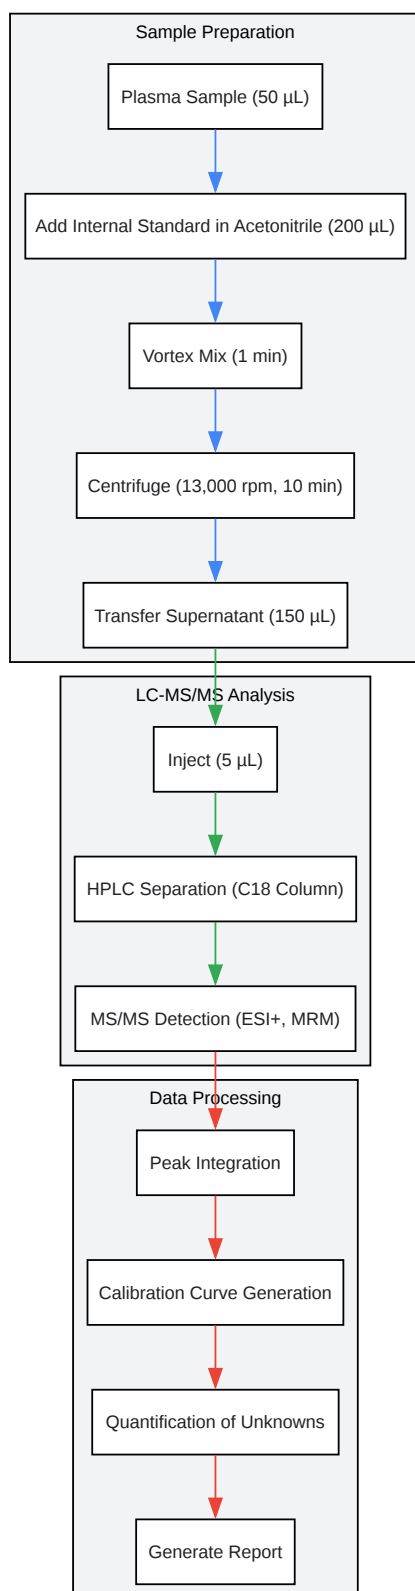 Sample Preparation
Plasma Sample (50 µL)
Add Internal Standard in Acetonitrile (200 µL)
Vortex Mix (1 min)
Centrifuge (13,000 rpm, 10 min)
Transfer Supernatant (150 µL)
LC-MS/MS Analysis
Inject (5 µL)
HPLC Separation (C18 Column)
MS/MS Detection (ESI+, MRM)
Data Processing
Peak Integration
Calibration Curve Generation
Quantification of Unknowns
Generate Report